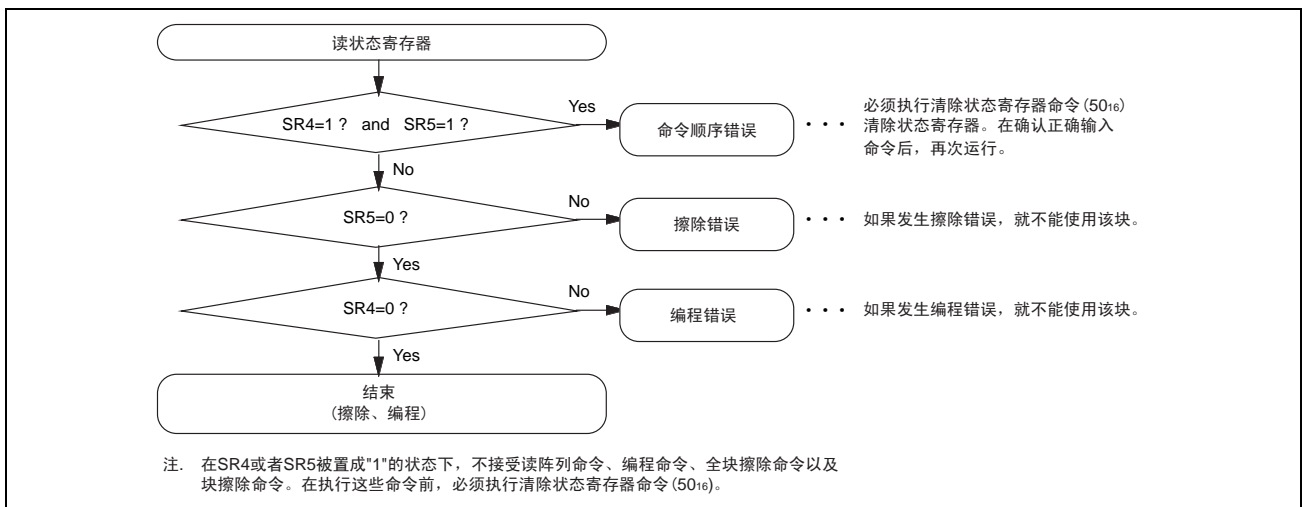 读状态寄存器
SR4=1 ? and SR5=1 ?
Yes
命令顺序错误
・・・
必须执行清除状态寄存器命令(50₁₆)
清除状态寄存器。在确认正确输入
命令后，再次运行。
No
SR5=0 ?
No
擦除错误
・・・
如果发生擦除错误，就不能使用该块。
Yes
SR4=0 ?
No
编程错误
・・・
如果发生编程错误，就不能使用该块。
Yes
结束
(擦除、编程)
注. 在SR4或者SR5被置成"1"的状态下，不接受读阵列命令、编程命令、全块擦除命令以及
块擦除命令。在执行这些命令前，必须执行清除状态寄存器命令(50₁₆)。